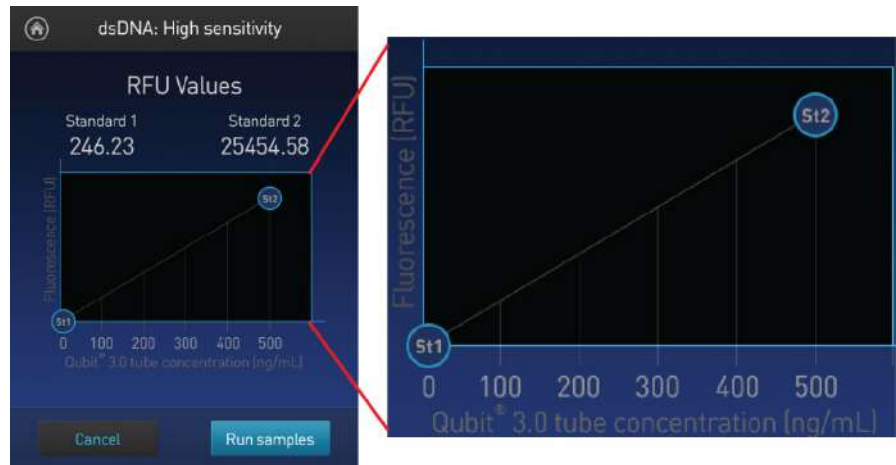 dsDNA: High sensitivity
RFU Values
Standard 1 Standard 2
246.23 25454.58
Fluorescence (RFU)
St2
St1
0 100 200 300 400 500
Qubit® 3.0 tube concentration (ng/mL)
Cancel Run samples
Fluorescence (RFU)
St2
St1
0 100 200 300 400 500
Qubit® 3.0 tube concentration (ng/mL)